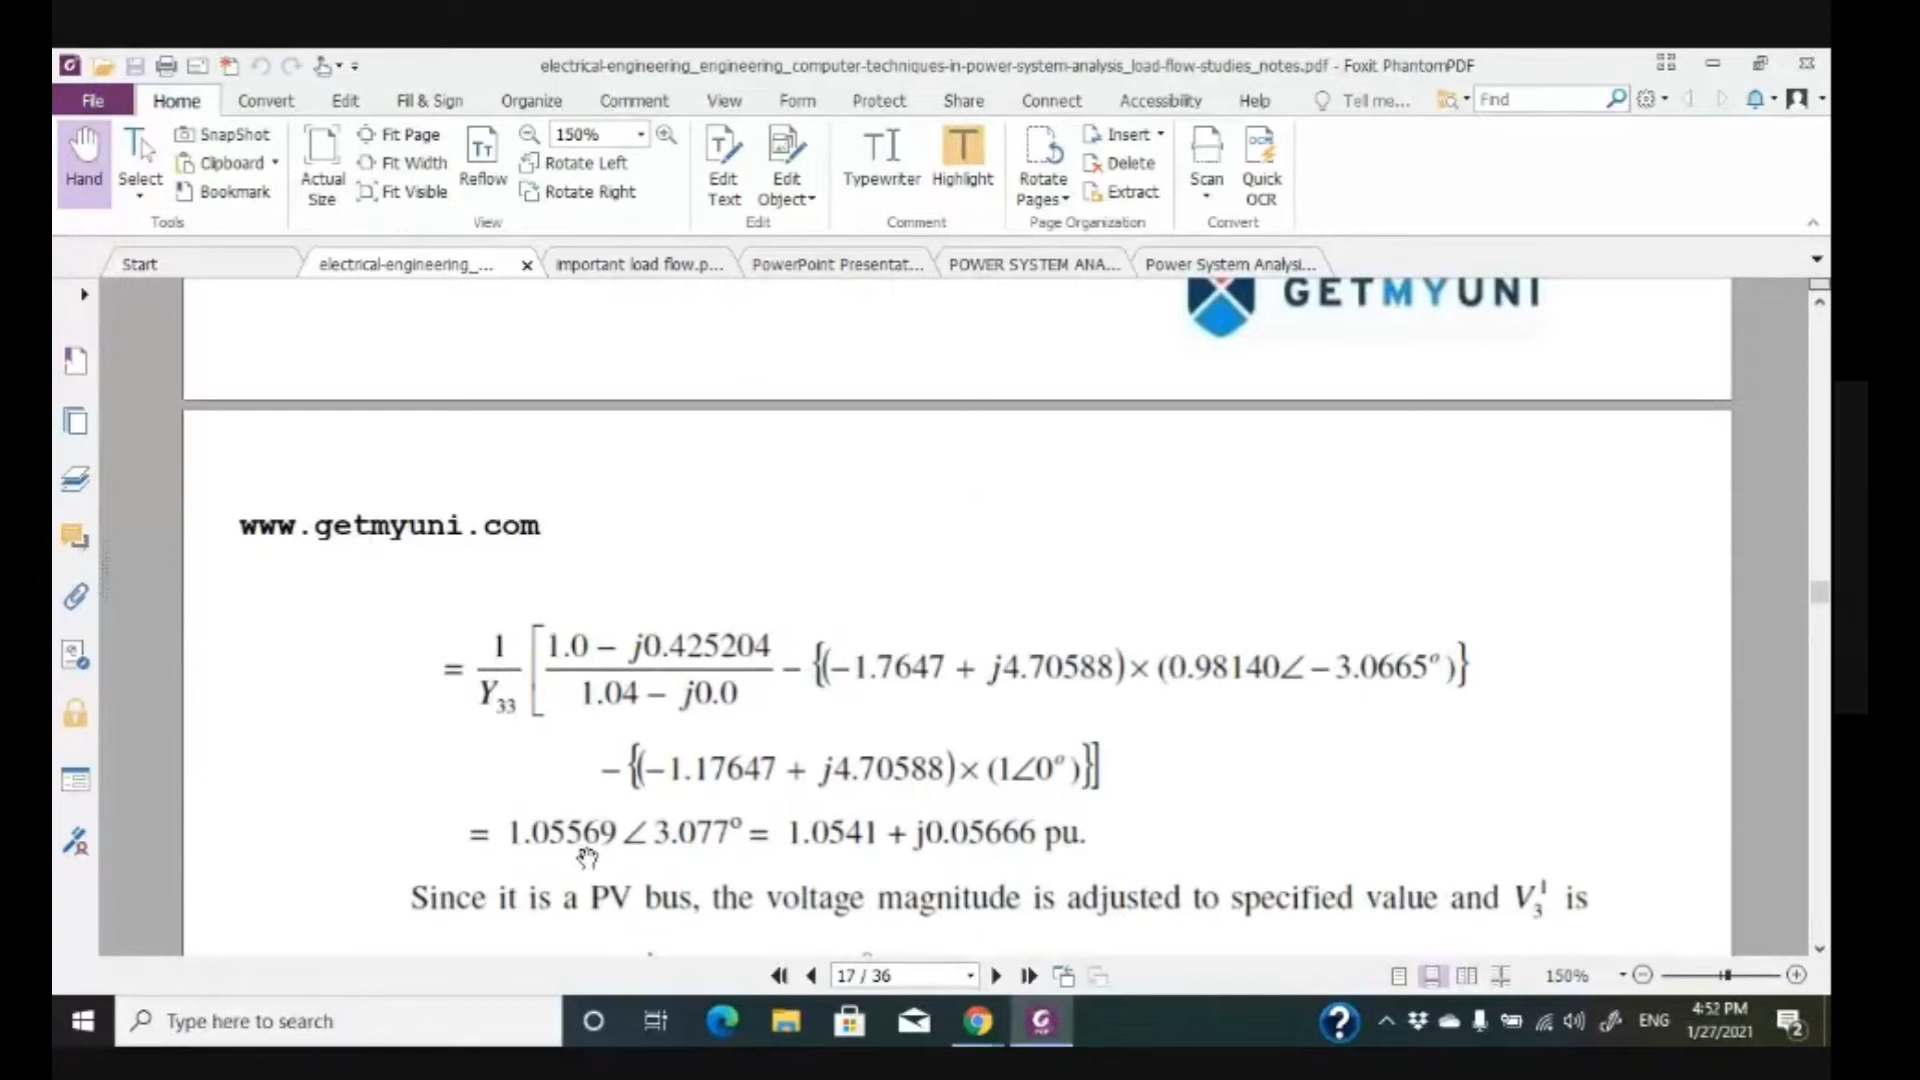 electrical-engineering_engineering_computer-techniques-in-power-system-analysis_load-flow-studies_notes.pdf - Foxit PhantomPDF
File Home Convert Edit Fill & Sign Organize Comment View Form Protect Share Connect Accessibility Help Tell me... Find
Hand Select SnapShot Clipboard Bookmark
Tools
Actual Size Fit Page Fit Width Fit Visible Reflow 150% Rotate Left Rotate Right
View
Edit Text Edit Object
Edit
Typewriter Highlight
Comment
Rotate Pages Insert Delete Extract
Page Organization
Scan Quick OCR
Convert
Start electrical-engineering_... important load flow.p... PowerPoint Presentat... POWER SYSTEM ANA... Power System Analysi...
GETMYUNI
www.getmyuni.com
= 1/Y₃₃ [ (1.0 − j0.425204)/(1.04 − j0.0) − {(−1.7647 + j4.70588)×(0.98140∠−3.0665º)}
− {(−1.17647 + j4.70588)×(1∠0º)}]
= 1.05569∠3.077º = 1.0541 + j0.05666 pu.
Since it is a PV bus, the voltage magnitude is adjusted to specified value and V₃¹ is
17 / 36 150%
Type here to search ENG 4:52 PM
1/27/2021 2